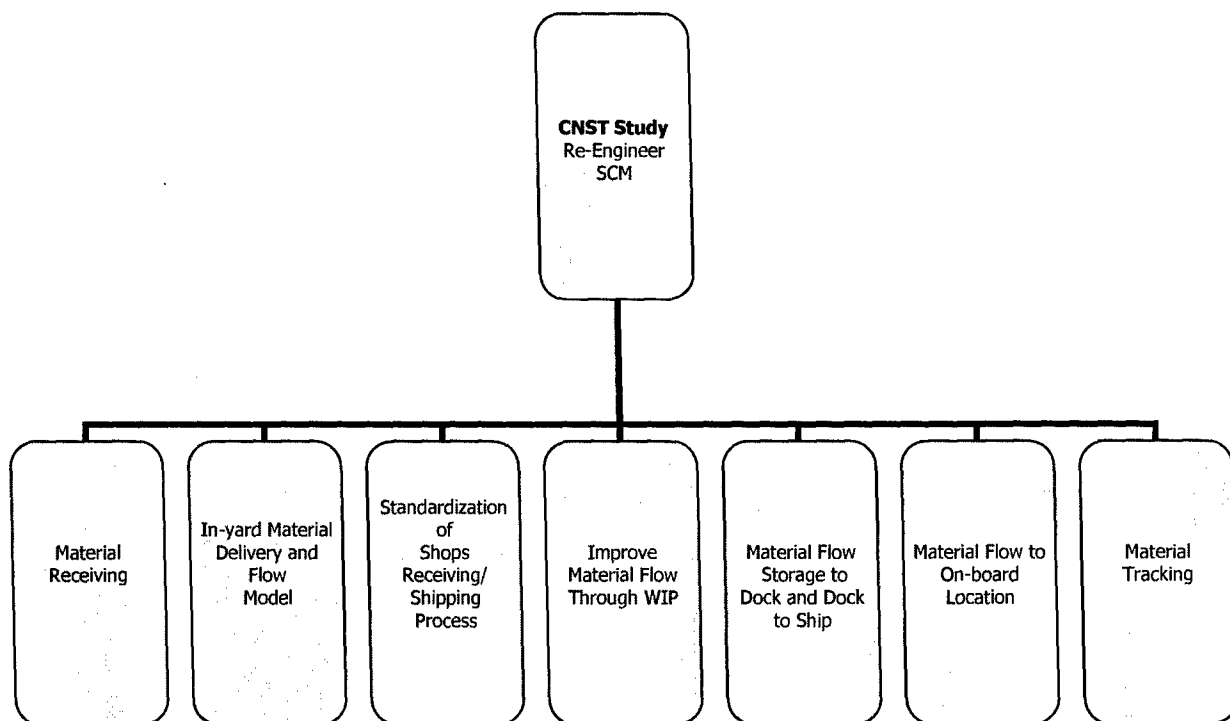 CNST Study
Re-Engineer
SCM
Material
Receiving
In-yard Material
Delivery and
Flow
Model
Standardization
of
Shops
Receiving/
Shipping
Process
Improve
Material Flow
Through WIP
Material Flow
Storage to
Dock and Dock
to Ship
Material Flow to
On-board
Location
Material
Tracking